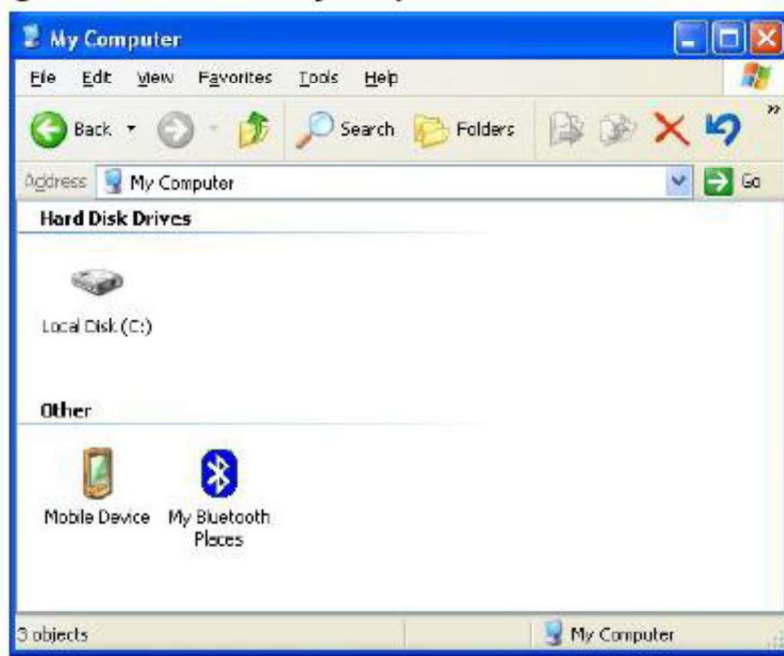 My Computer
File Edit View Favorites Tools Help
Back Search Folders »
Address My Computer Go
Hard Disk Drives
Local Disk (C:)
Other
Mobile Device My Bluetooth
Places
3 objects My Computer